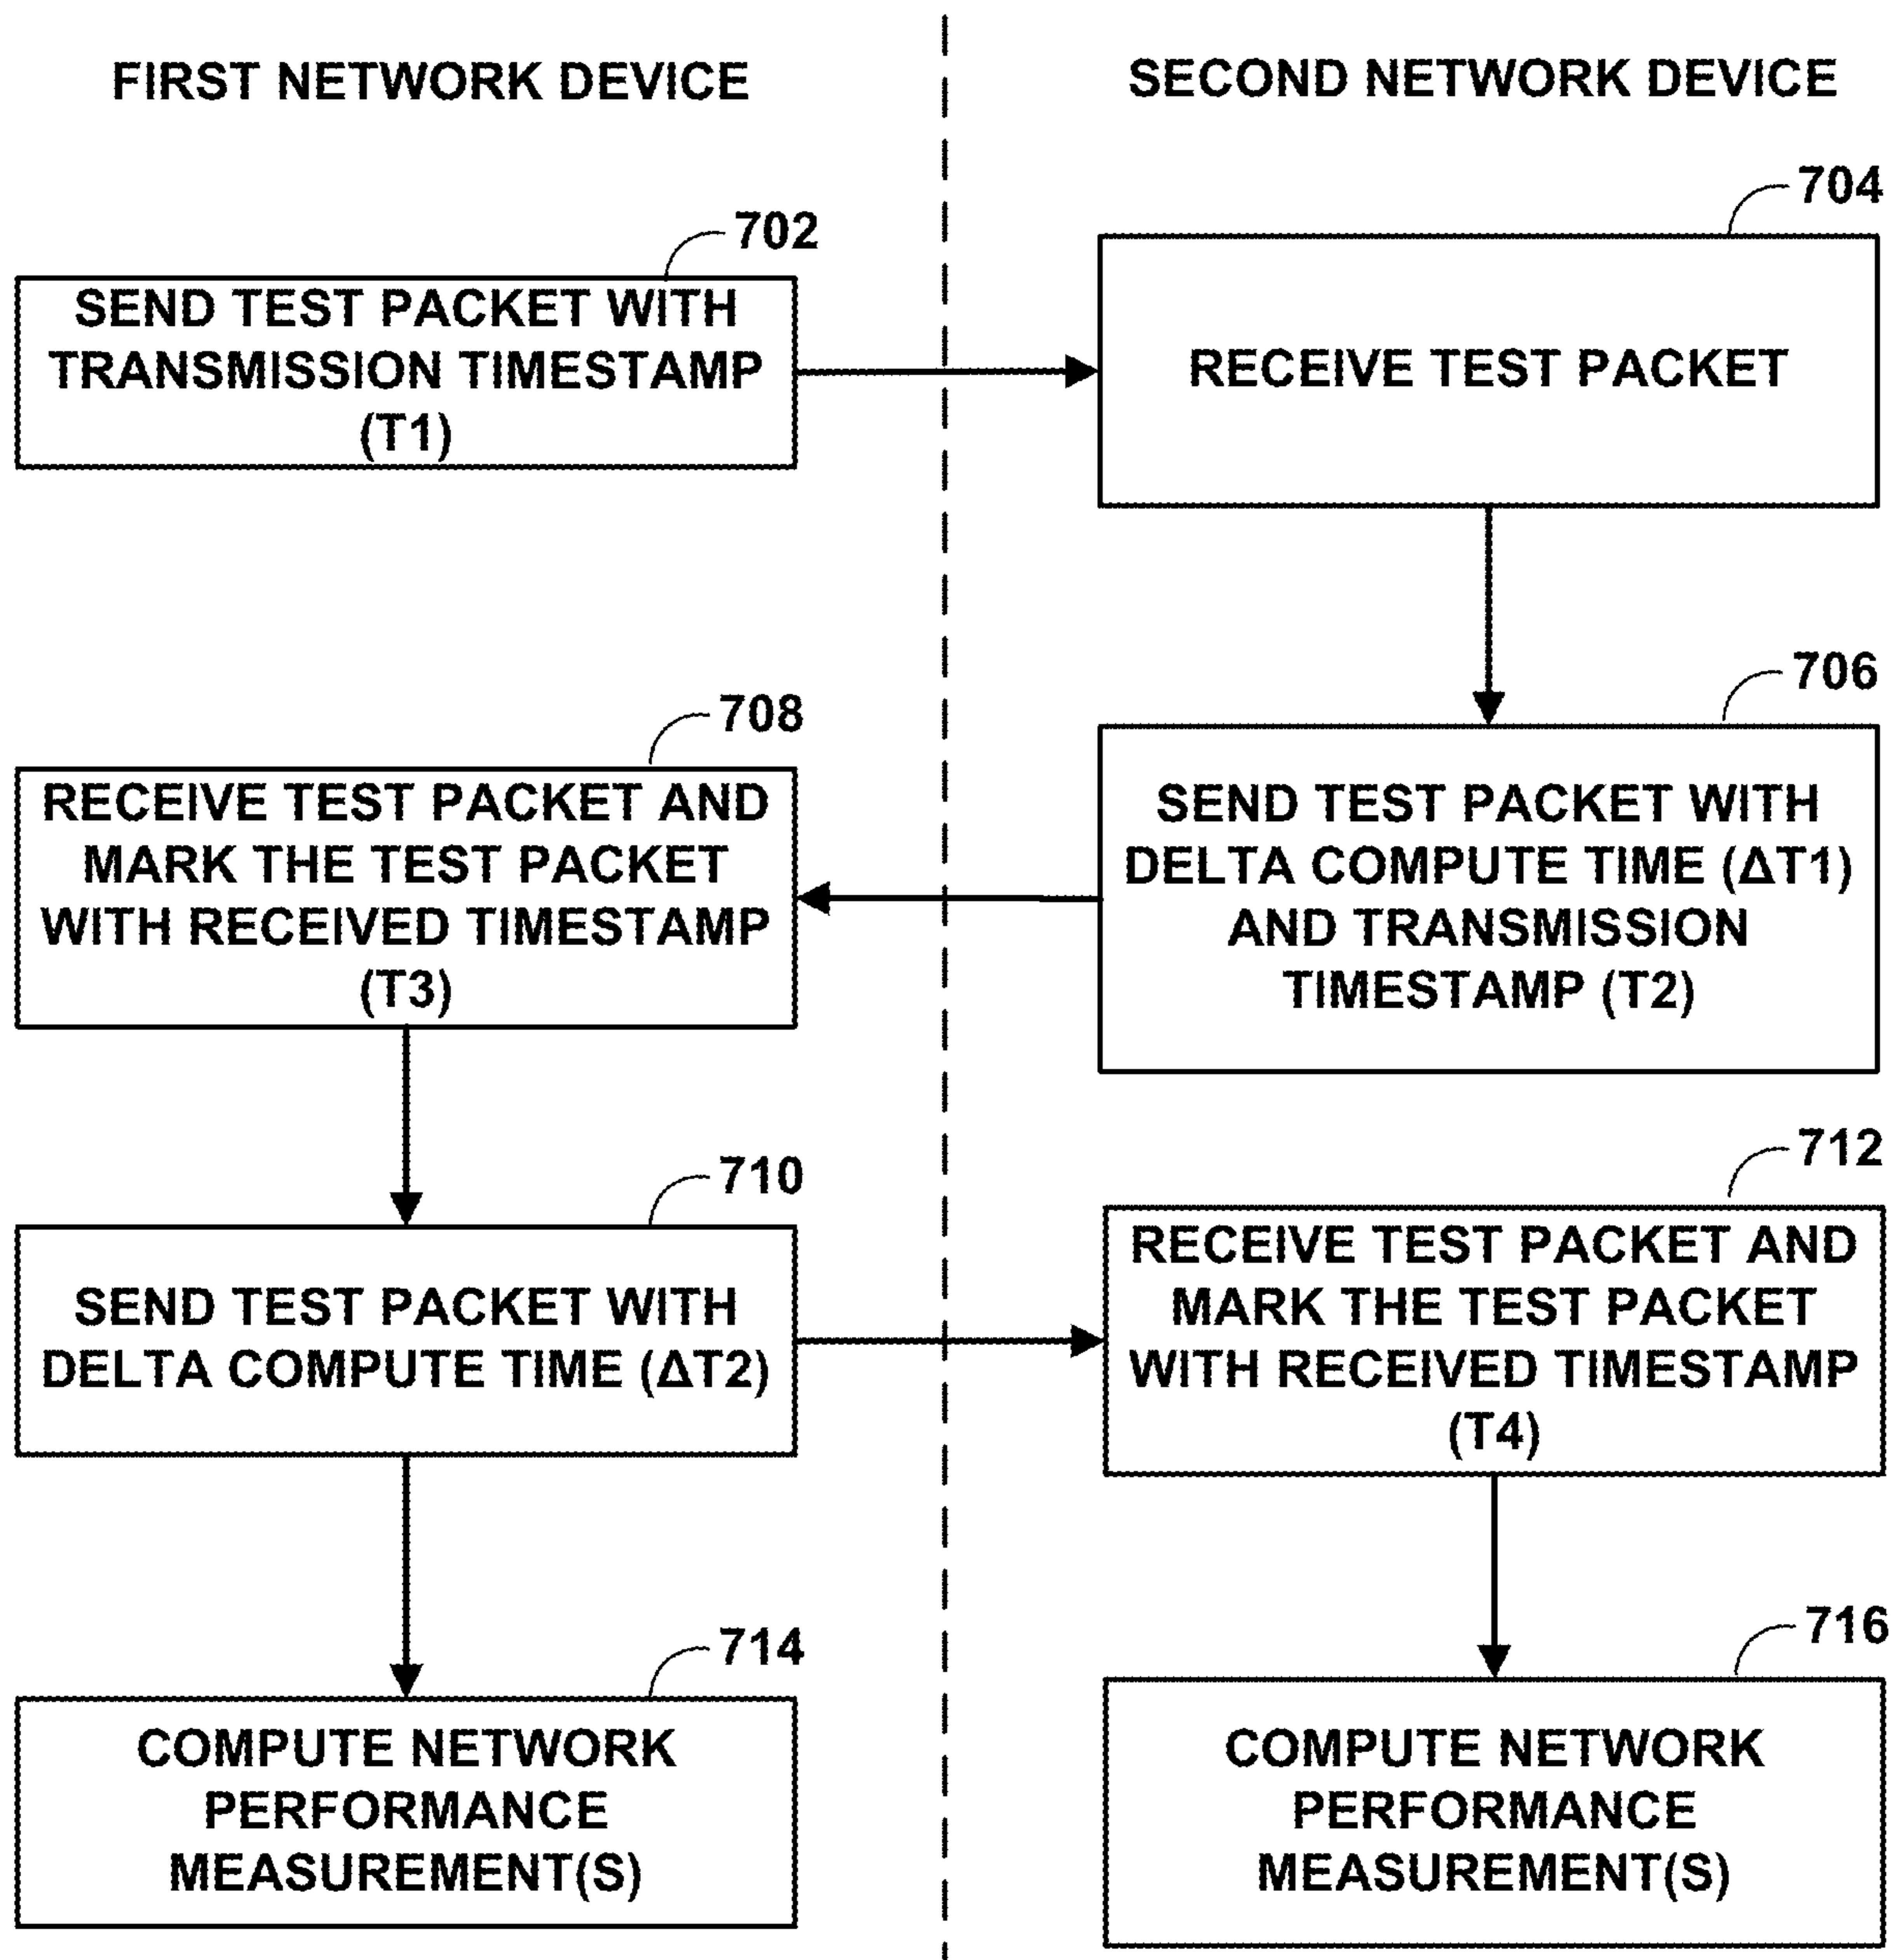 FIRST NETWORK DEVICE
SECOND NETWORK DEVICE
702
SEND TEST PACKET WITH
TRANSMISSION TIMESTAMP
(T1)
704
RECEIVE TEST PACKET
706
SEND TEST PACKET WITH
DELTA COMPUTE TIME (ΔT1)
AND TRANSMISSION
TIMESTAMP (T2)
708
RECEIVE TEST PACKET AND
MARK THE TEST PACKET
WITH RECEIVED TIMESTAMP
(T3)
710
SEND TEST PACKET WITH
DELTA COMPUTE TIME (ΔT2)
712
RECEIVE TEST PACKET AND
MARK THE TEST PACKET
WITH RECEIVED TIMESTAMP
(T4)
714
COMPUTE NETWORK
PERFORMANCE
MEASUREMENT(S)
716
COMPUTE NETWORK
PERFORMANCE
MEASUREMENT(S)